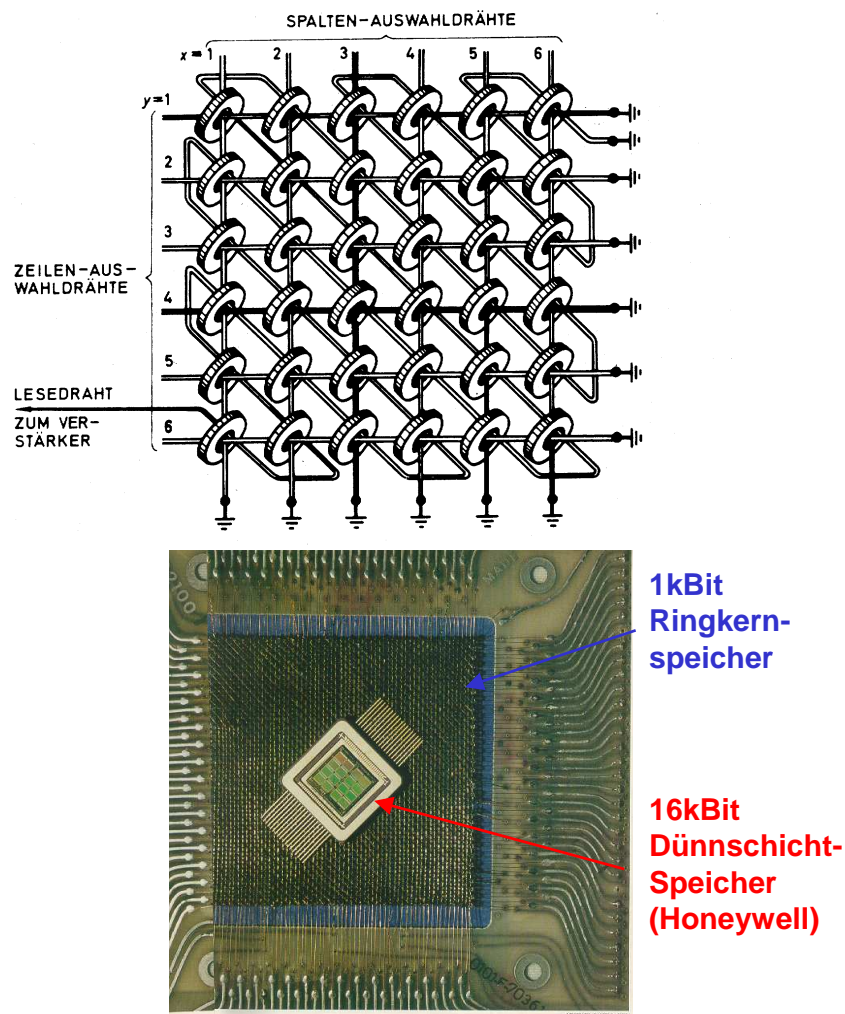 SPALTEN-AUSWAHLDRÄHTE
x=1 2 3 4 5 6
y=1
2
3
ZEILEN-AUS-
WAHLDRÄHTE
4
5
LESEDRAHT
ZUM VER-
STÄRKER
6
1kBit
Ringkern-
speicher
16kBit
Dünnschicht-
Speicher
(Honeywell)
2100